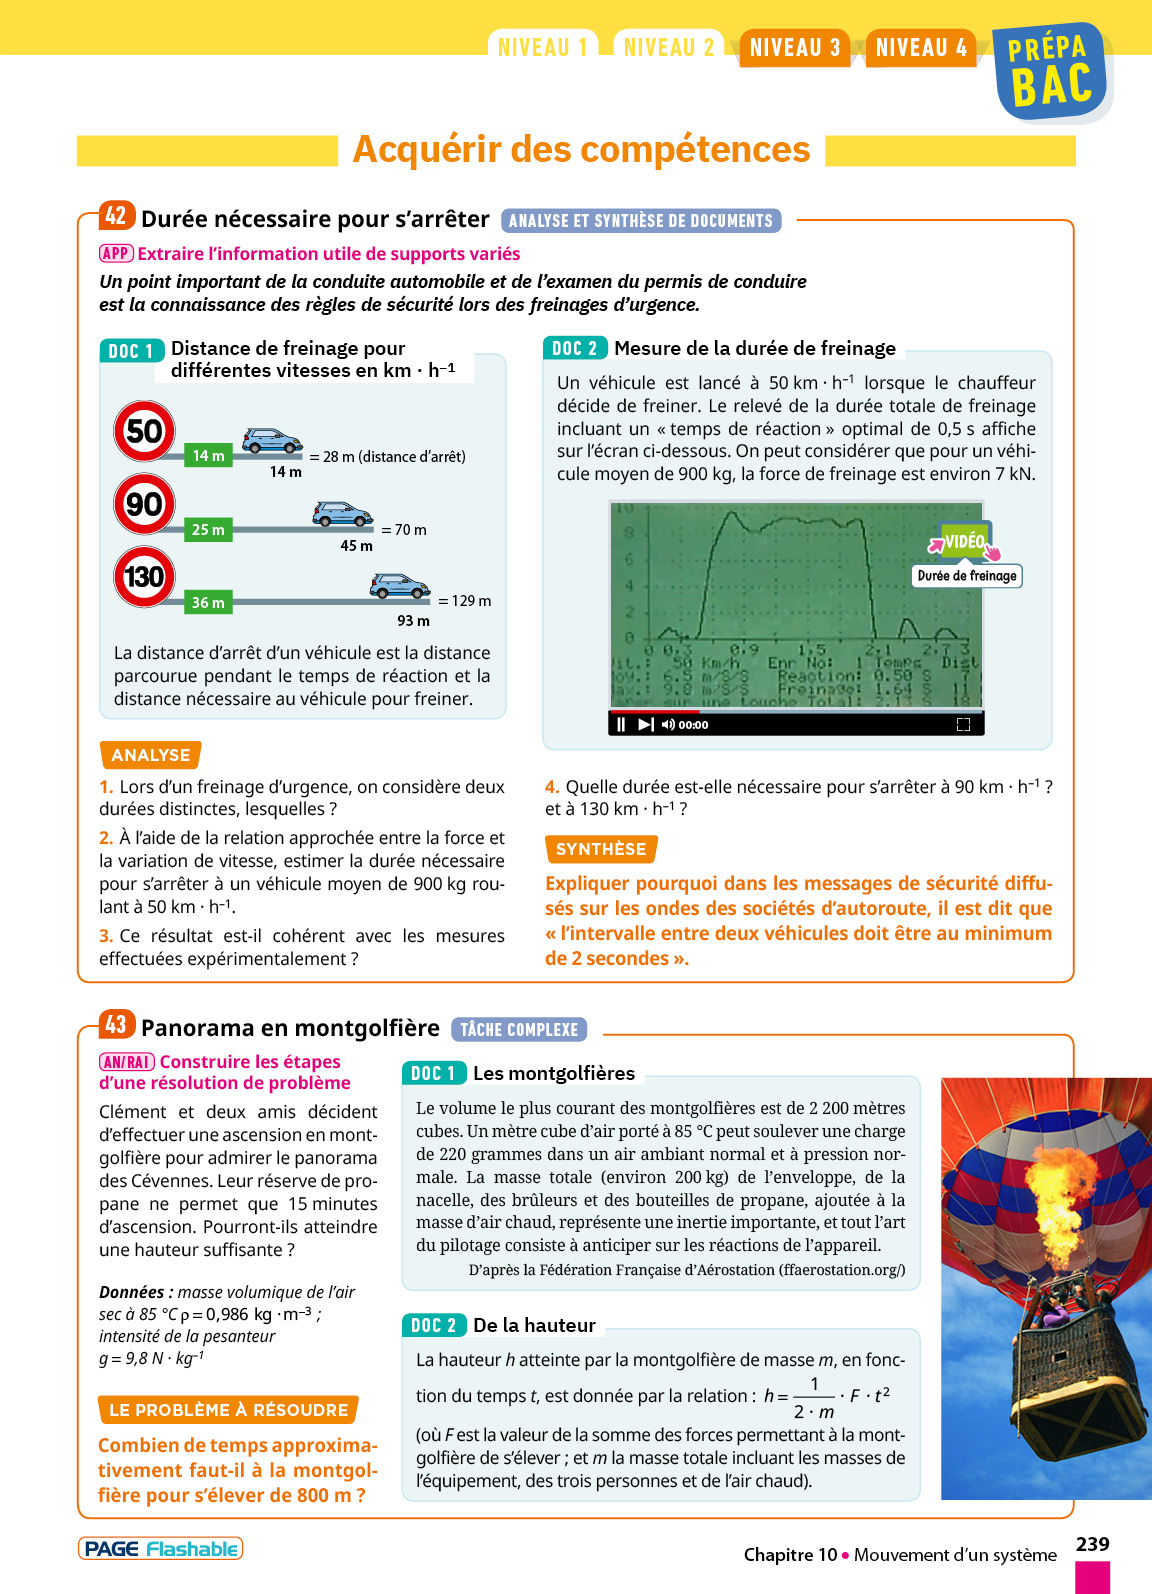 NIVEAU 1 NIVEAU 2 NIVEAU 3 NIVEAU 4
PRÉPA
BAC
Acquérir des compétences
42 Durée nécessaire pour s’arrêter ANALYSE ET SYNTHÈSE DE DOCUMENTS
APP Extraire l’information utile de supports variés
Un point important de la conduite automobile et de l’examen du permis de conduire
est la connaissance des règles de sécurité lors des freinages d’urgence.
DOC 1 Distance de freinage pour
différentes vitesses en km · h⁻¹
50
14 m
14 m
= 28 m (distance d’arrêt)
90
25 m
45 m
= 70 m
130
36 m
93 m
= 129 m
La distance d’arrêt d’un véhicule est la distance
parcourue pendant le temps de réaction et la
distance nécessaire au véhicule pour freiner.
DOC 2 Mesure de la durée de freinage
Un véhicule est lancé à 50 km · h⁻¹ lorsque le chauffeur
décide de freiner. Le relevé de la durée totale de freinage
incluant un « temps de réaction » optimal de 0,5 s affiche
sur l’écran ci-dessous. On peut considérer que pour un véhi-
cule moyen de 900 kg, la force de freinage est environ 7 kN.
10
8
6
4
2
0
0 0.3 0.9 1.5 2.1 2.7 3
50 Km/h Enr No: 1 Temps Dist
6.5 m/S/S Reaction: 0.50 S 7
9.8 m/S/S Freinage: 1.64 S 11
sur une touche Total:
VIDÉO
Durée de freinage
00:00
ANALYSE
1. Lors d’un freinage d’urgence, on considère deux
durées distinctes, lesquelles ?
2. À l’aide de la relation approchée entre la force et
la variation de vitesse, estimer la durée nécessaire
pour s’arrêter à un véhicule moyen de 900 kg rou-
lant à 50 km · h⁻¹.
3. Ce résultat est-il cohérent avec les mesures
effectuées expérimentalement ?
4. Quelle durée est-elle nécessaire pour s’arrêter à 90 km · h⁻¹ ?
et à 130 km · h⁻¹ ?
SYNTHÈSE
Expliquer pourquoi dans les messages de sécurité diffu-
sés sur les ondes des sociétés d’autoroute, il est dit que
« l’intervalle entre deux véhicules doit être au minimum
de 2 secondes ».
43 Panorama en montgolfière TÂCHE COMPLEXE
AN/RAI Construire les étapes
d’une résolution de problème
Clément et deux amis décident
d’effectuer une ascension en mont-
golfière pour admirer le panorama
des Cévennes. Leur réserve de pro-
pane ne permet que 15 minutes
d’ascension. Pourront-ils atteindre
une hauteur suffisante ?
Données : masse volumique de l’air
sec à 85 °C ρ = 0,986 kg · m⁻³ ;
intensité de la pesanteur
g = 9,8 N · kg⁻¹
LE PROBLÈME À RÉSOUDRE
Combien de temps approxima-
tivement faut-il à la montgol-
fière pour s’élever de 800 m ?
DOC 1 Les montgolfières
Le volume le plus courant des montgolfières est de 2 200 mètres
cubes. Un mètre cube d’air porté à 85 °C peut soulever une charge
de 220 grammes dans un air ambiant normal et à pression nor-
male. La masse totale (environ 200 kg) de l’enveloppe, de la
nacelle, des brûleurs et des bouteilles de propane, ajoutée à la
masse d’air chaud, représente une inertie importante, et tout l’art
du pilotage consiste à anticiper sur les réactions de l’appareil.
D’après la Fédération Française d’Aérostation (ffaerostation.org/)
DOC 2 De la hauteur
La hauteur h atteinte par la montgolfière de masse m, en fonc-
tion du temps t, est donnée par la relation : h = 1 / (2 · m) · F · t²
(où F est la valeur de la somme des forces permettant à la mont-
golfière de s’élever ; et m la masse totale incluant les masses de
l’équipement, des trois personnes et de l’air chaud).
PAGE Flashable
Chapitre 10 • Mouvement d’un système
239